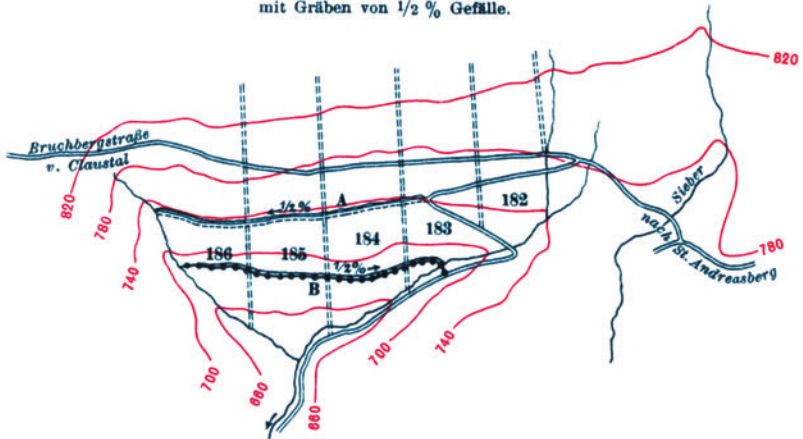 mit Gräben von 1/2 % Gefälle.
820
Bruchbergstraße
v. Claustal
820
780
740
1/2 %
A
182
183
184
185
186
1/2 %
B
Sieber
nach St. Andreasberg
780
740
700
700
660
660